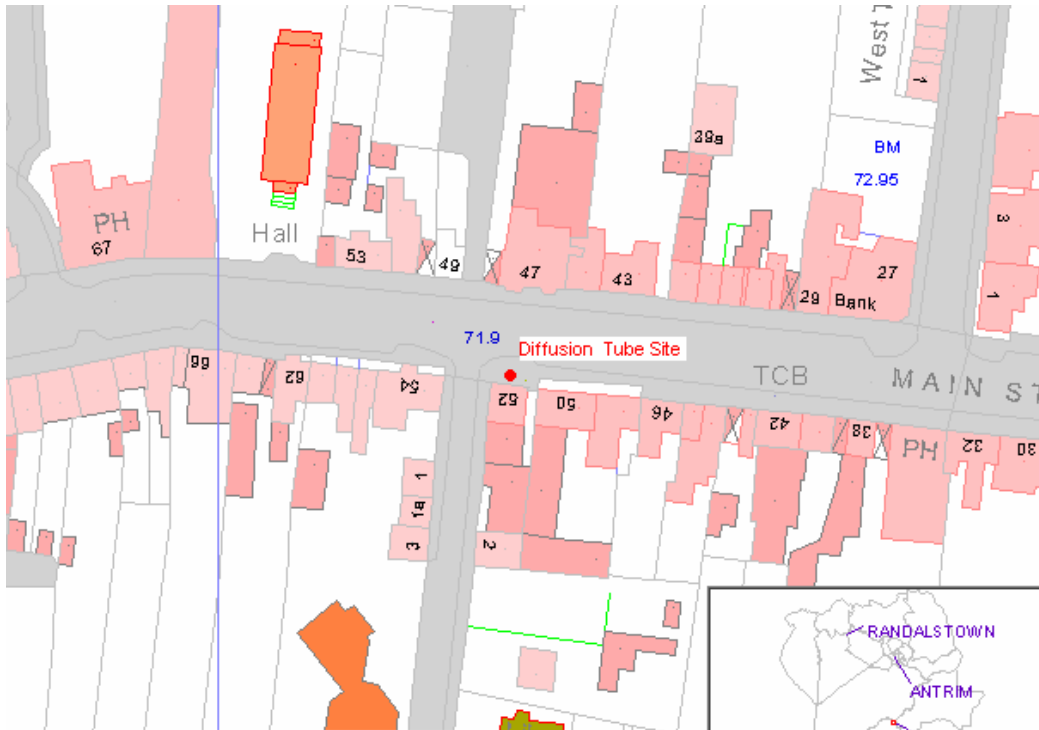 West
1
BM
72.95
28a
PH
67
Hall
53
49
47
43
29
Bank
27
3
1
71.9
Diffusion Tube Site
TCB
MAIN ST
66
62
54
52
50
46
42
38
PH
32
30
1
1a
3
2
RANDALSTOWN
ANTRIM